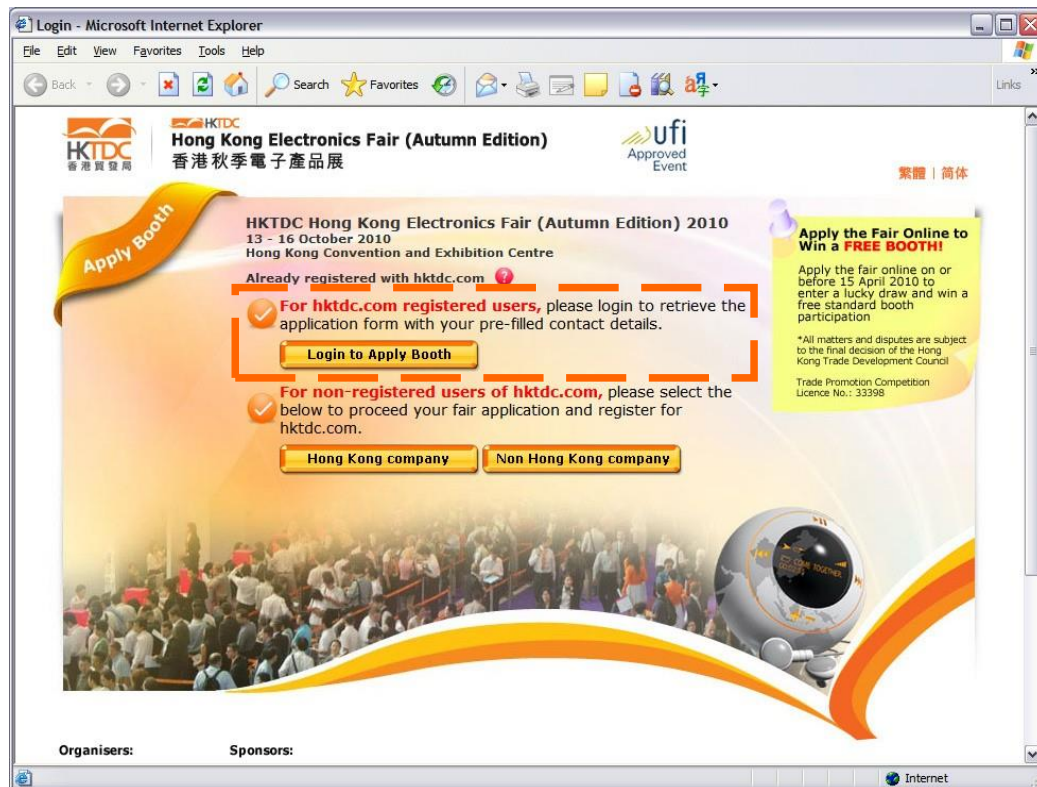 Login - Microsoft Internet Explorer
File Edit View Favorites Tools Help
Back Search Favorites Links
HKTDC
香港貿發局
HKTDC
Hong Kong Electronics Fair (Autumn Edition)
香港秋季電子產品展
ufi
Approved
Event
繁體 | 简体
Apply Booth
HKTDC Hong Kong Electronics Fair (Autumn Edition) 2010
13 - 16 October 2010
Hong Kong Convention and Exhibition Centre
Already registered with hktdc.com ?
For hktdc.com registered users, please login to retrieve the
application form with your pre-filled contact details.
Login to Apply Booth
For non-registered users of hktdc.com, please select the
below to proceed your fair application and register for
hktdc.com.
Hong Kong company Non Hong Kong company
Apply the Fair Online to
Win a FREE BOOTH!
Apply the fair online on or
before 15 April 2010 to
enter a lucky draw and win a
free standard booth
participation
*All matters and disputes are subject
to the final decision of the Hong
Kong Trade Development Council
Trade Promotion Competition
Licence No.: 33398
COME TOGETHER
Organisers: Sponsors:
Internet